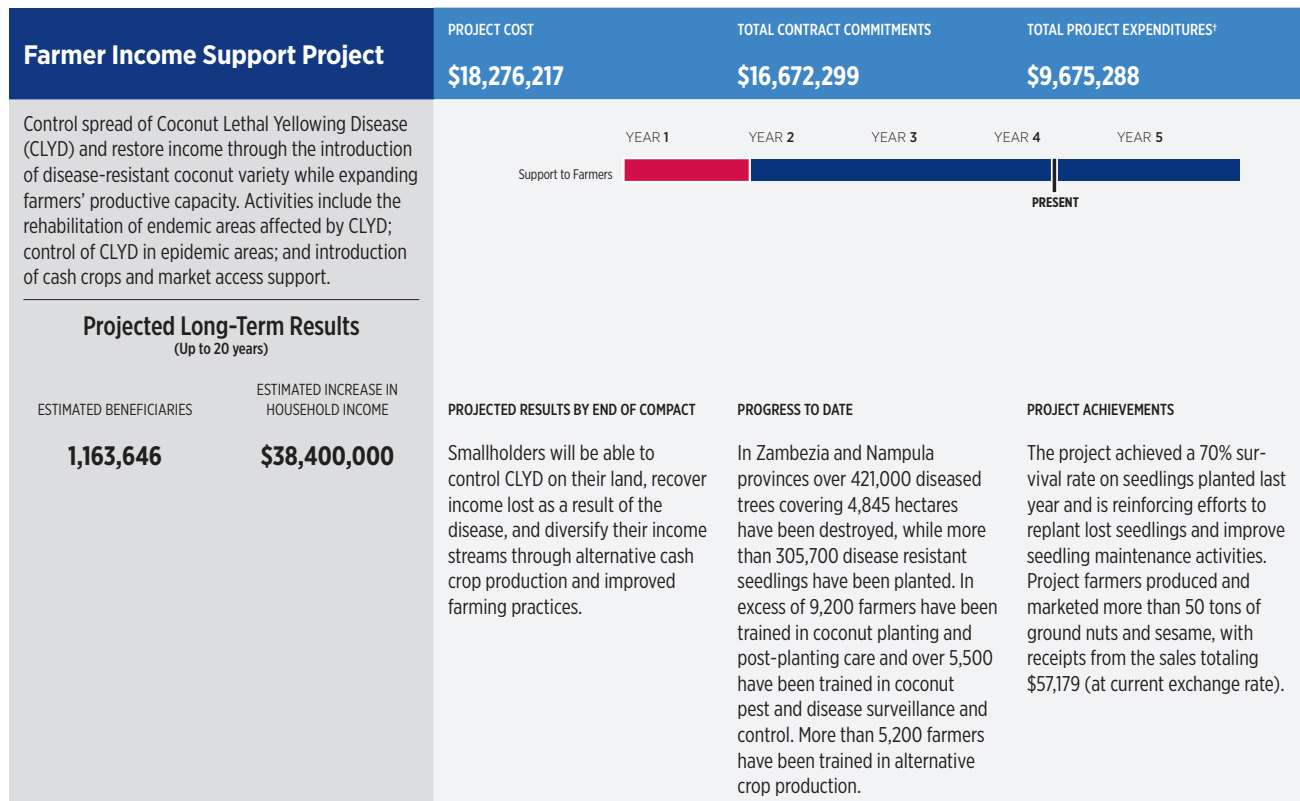 Farmer Income Support Project
PROJECT COST
$18,276,217
TOTAL CONTRACT COMMITMENTS
$16,672,299
TOTAL PROJECT EXPENDITURES†
$9,675,288
Control spread of Coconut Lethal Yellowing Disease
(CLYD) and restore income through the introduction
of disease-resistant coconut variety while expanding
farmers’ productive capacity. Activities include the
rehabilitation of endemic areas affected by CLYD;
control of CLYD in epidemic areas; and introduction
of cash crops and market access support.
Projected Long-Term Results
(Up to 20 years)
ESTIMATED BENEFICIARIES
1,163,646
ESTIMATED INCREASE IN
HOUSEHOLD INCOME
$38,400,000
YEAR 1
YEAR 2
YEAR 3
YEAR 4
YEAR 5
Support to Farmers
PRESENT
PROJECTED RESULTS BY END OF COMPACT
Smallholders will be able to
control CLYD on their land, recover
income lost as a result of the
disease, and diversify their income
streams through alternative cash
crop production and improved
farming practices.
PROGRESS TO DATE
In Zambezia and Nampula
provinces over 421,000 diseased
trees covering 4,845 hectares
have been destroyed, while more
than 305,700 disease resistant
seedlings have been planted. In
excess of 9,200 farmers have been
trained in coconut planting and
post-planting care and over 5,500
have been trained in coconut
pest and disease surveillance and
control. More than 5,200 farmers
have been trained in alternative
crop production.
PROJECT ACHIEVEMENTS
The project achieved a 70% sur-
vival rate on seedlings planted last
year and is reinforcing efforts to
replant lost seedlings and improve
seedling maintenance activities.
Project farmers produced and
marketed more than 50 tons of
ground nuts and sesame, with
receipts from the sales totaling
$57,179 (at current exchange rate).